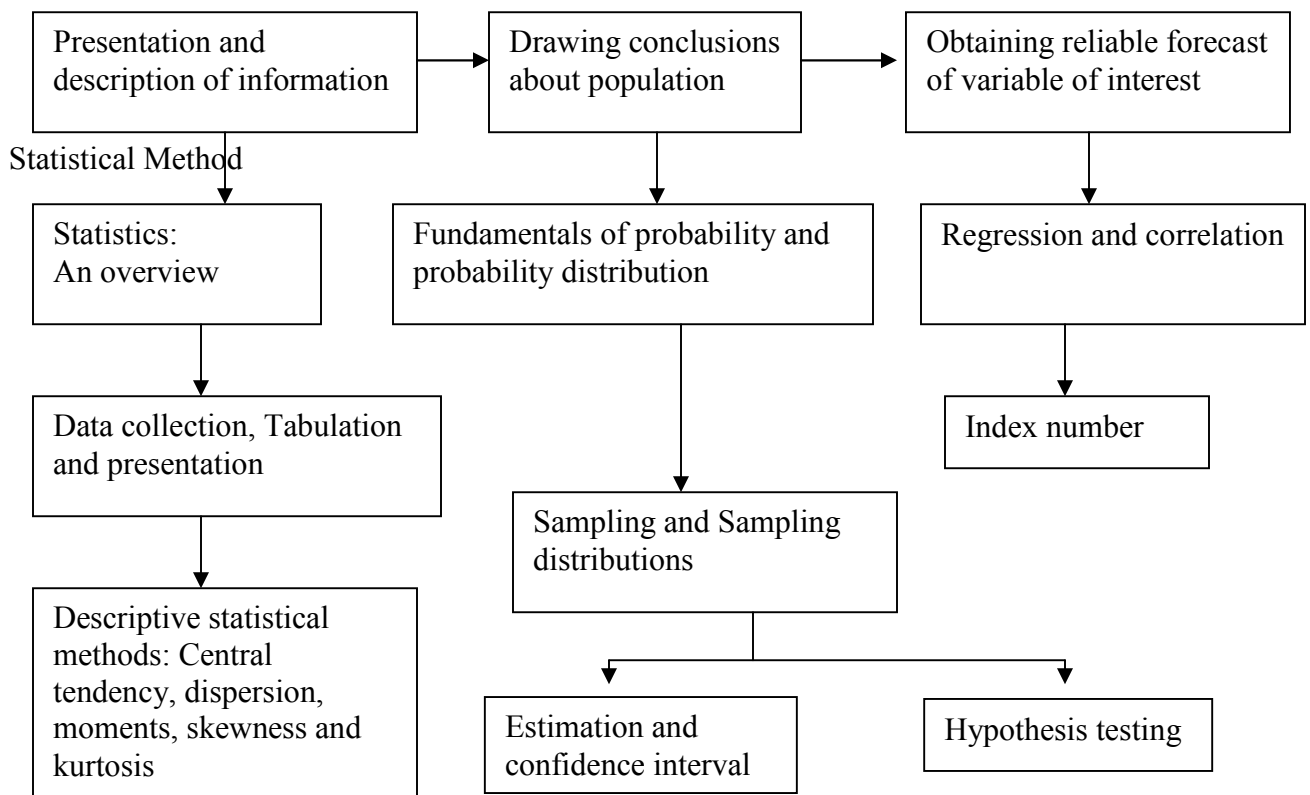 Presentation and
description of information
Drawing conclusions
about population
Obtaining reliable forecast
of variable of interest
Statistical Method
Statistics:
An overview
Fundamentals of probability and
probability distribution
Regression and correlation
Data collection, Tabulation
and presentation
Index number
Sampling and Sampling
distributions
Descriptive statistical
methods: Central
tendency, dispersion,
moments, skewness and
kurtosis
Estimation and
confidence interval
Hypothesis testing